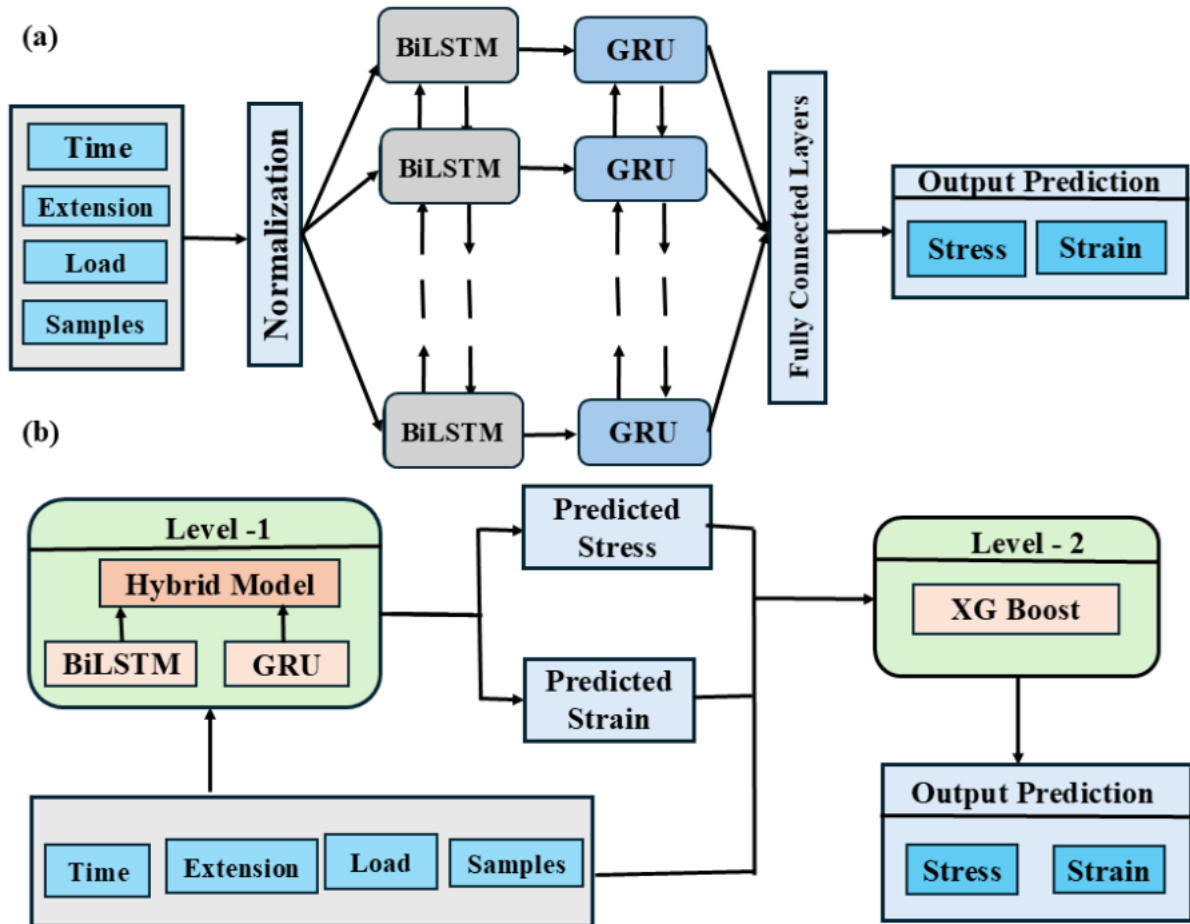 (a)
Time
Extension
Load
Samples
Normalization
BiLSTM
GRU
BiLSTM
GRU
BiLSTM
GRU
Fully Connected Layers
Output Prediction
Stress
Strain
(b)
Level -1
Hybrid Model
BiLSTM
GRU
Predicted
Stress
Predicted
Strain
Level - 2
XG Boost
Time
Extension
Load
Samples
Output Prediction
Stress
Strain